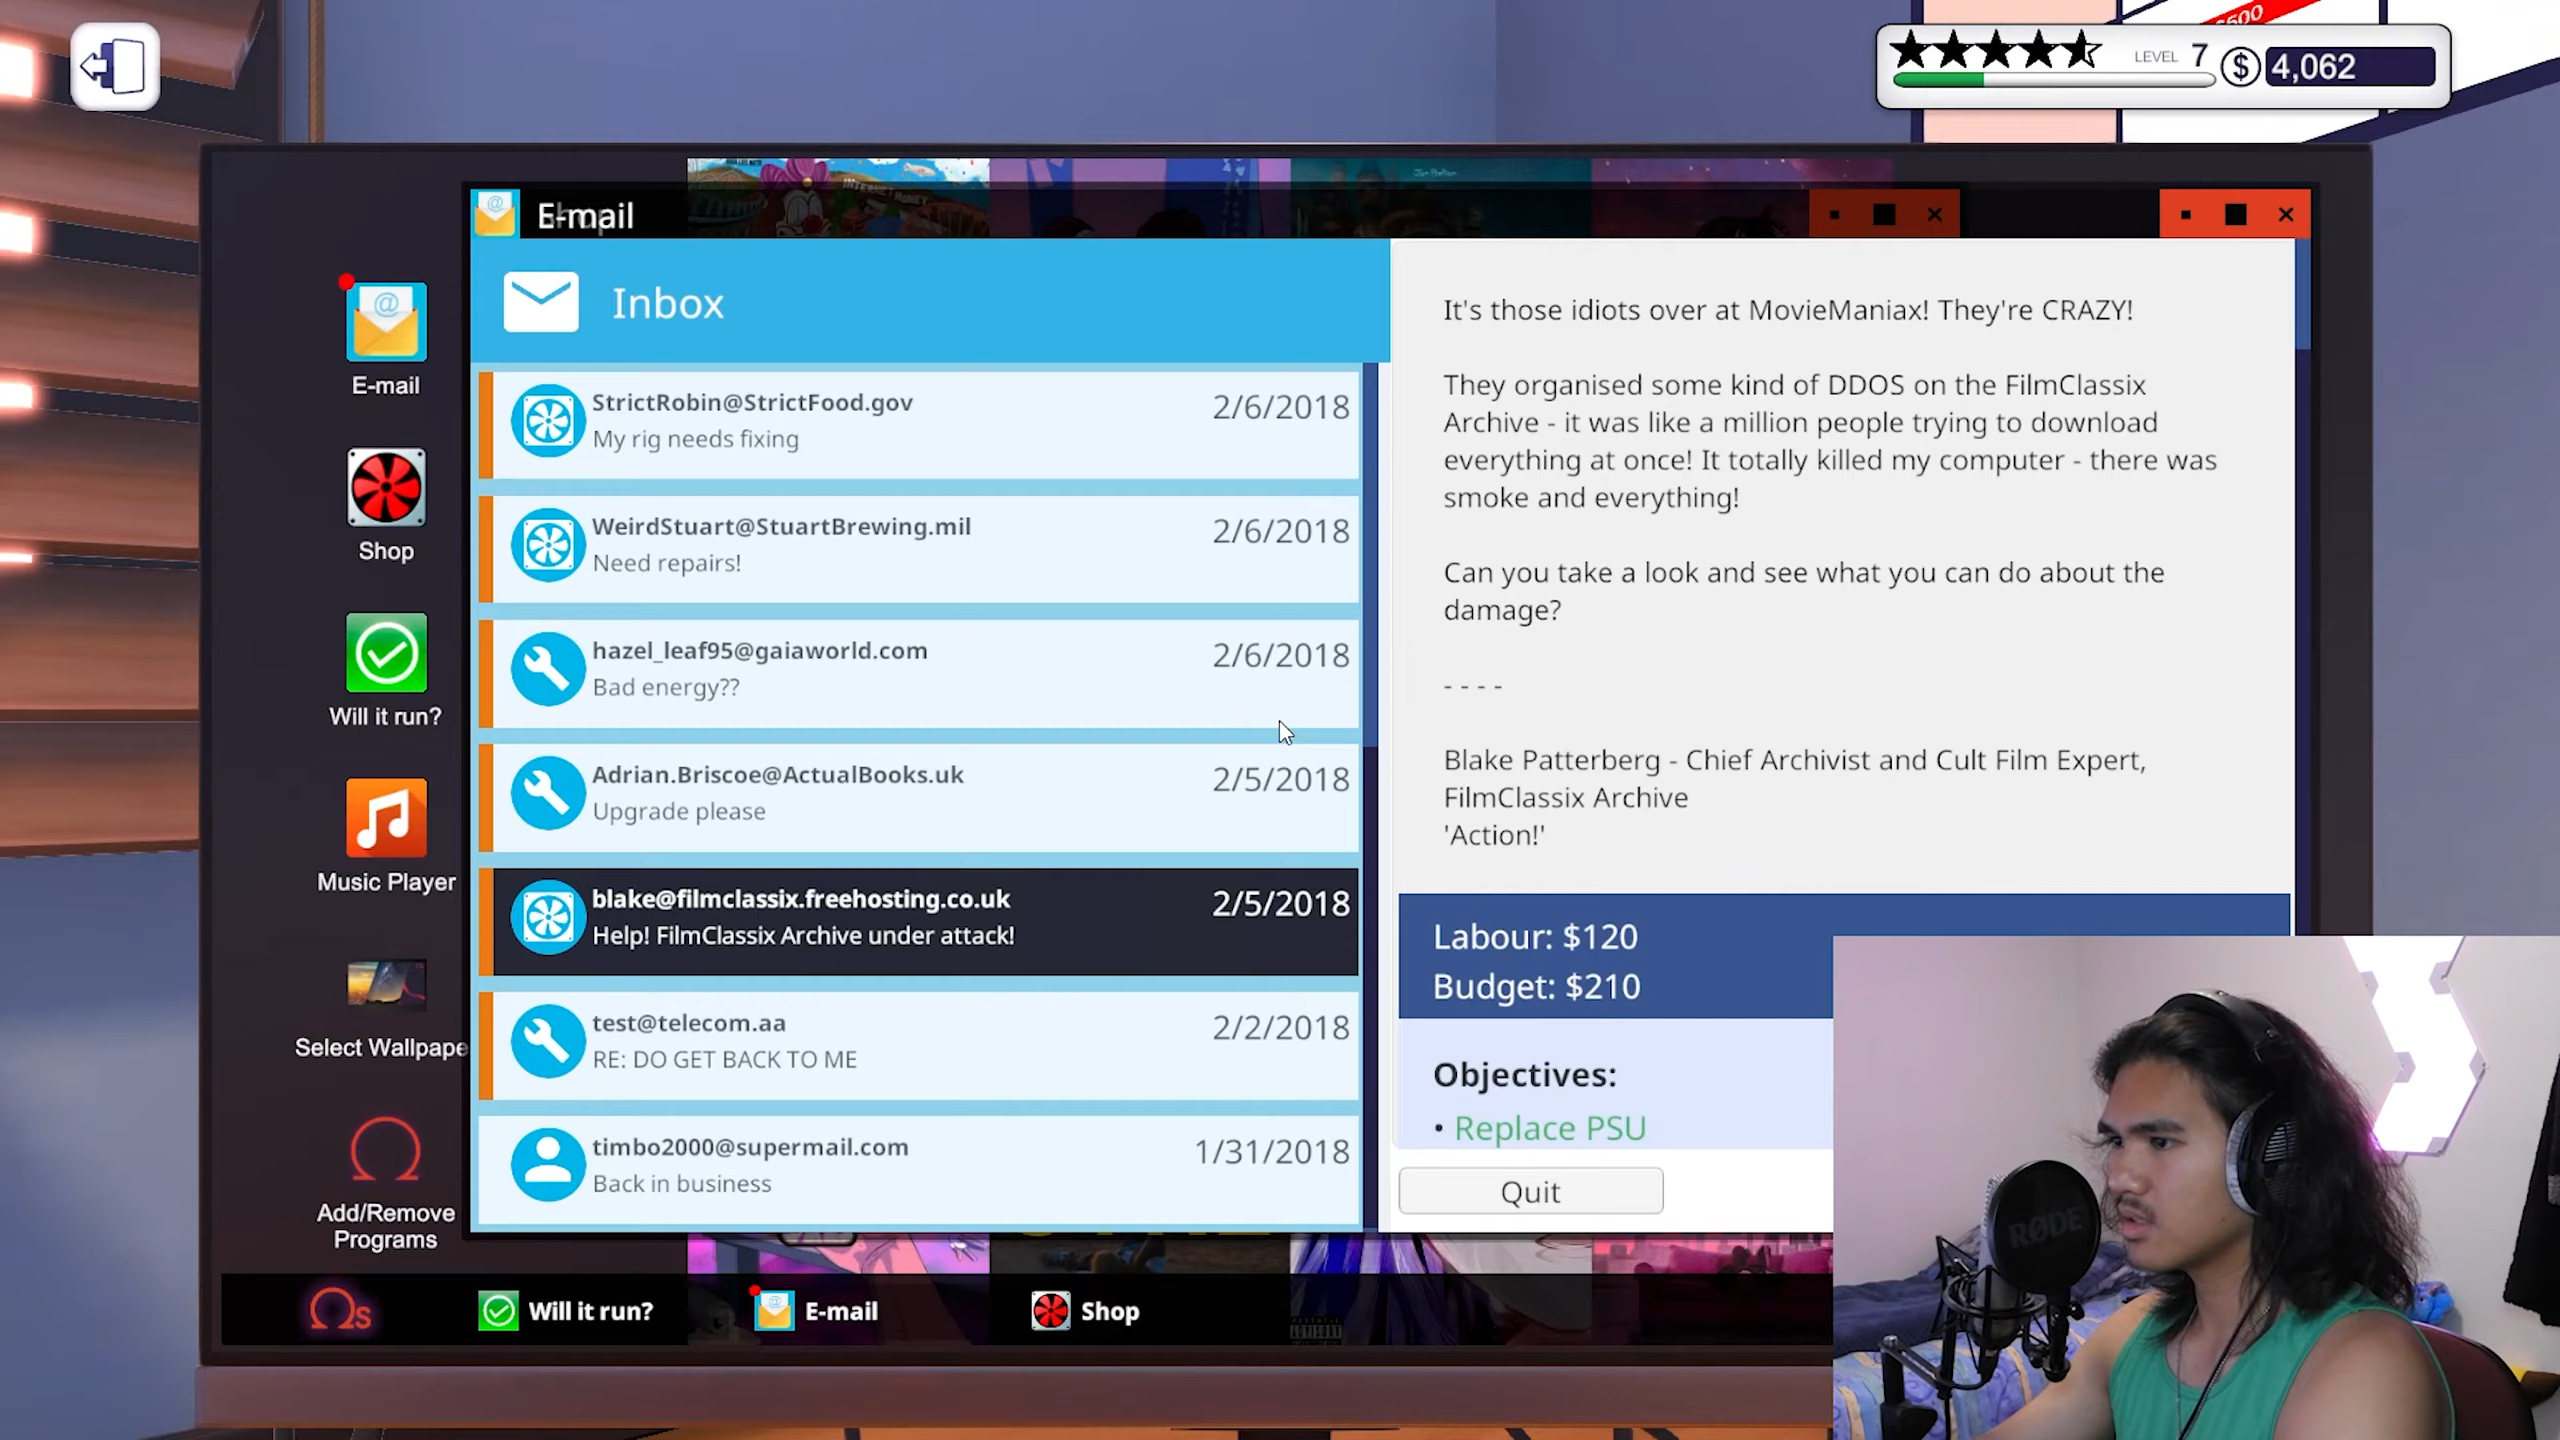 $500
LEVEL 7
$ 4,062
E-mail
Inbox
StrictRobin@StrictFood.gov
2/6/2018
My rig needs fixing
WeirdStuart@StuartBrewing.mil
2/6/2018
Need repairs!
hazel_leaf95@gaiaworld.com
2/6/2018
Bad energy??
Adrian.Briscoe@ActualBooks.uk
2/5/2018
Upgrade please
blake@filmclassix.freehosting.co.uk
2/5/2018
Help! FilmClassix Archive under attack!
test@telecom.aa
2/2/2018
RE: DO GET BACK TO ME
timbo2000@supermail.com
1/31/2018
Back in business
It's those idiots over at MovieManiax! They're CRAZY!
They organised some kind of DDOS on the FilmClassix
Archive - it was like a million people trying to download
everything at once! It totally killed my computer - there was
smoke and everything!
Can you take a look and see what you can do about the
damage?
- - - -
Blake Patterberg - Chief Archivist and Cult Film Expert,
FilmClassix Archive
'Action!'
Labour: $120
Budget: $210
Objectives:
• Replace PSU
Quit
E-mail
Shop
Will it run?
Music Player
Select Wallpape
Add/Remove
Programs
Ωs
Will it run?
E-mail
Shop
INTERNET MONEY
Jon Bellion
ADVISORY
RØDE